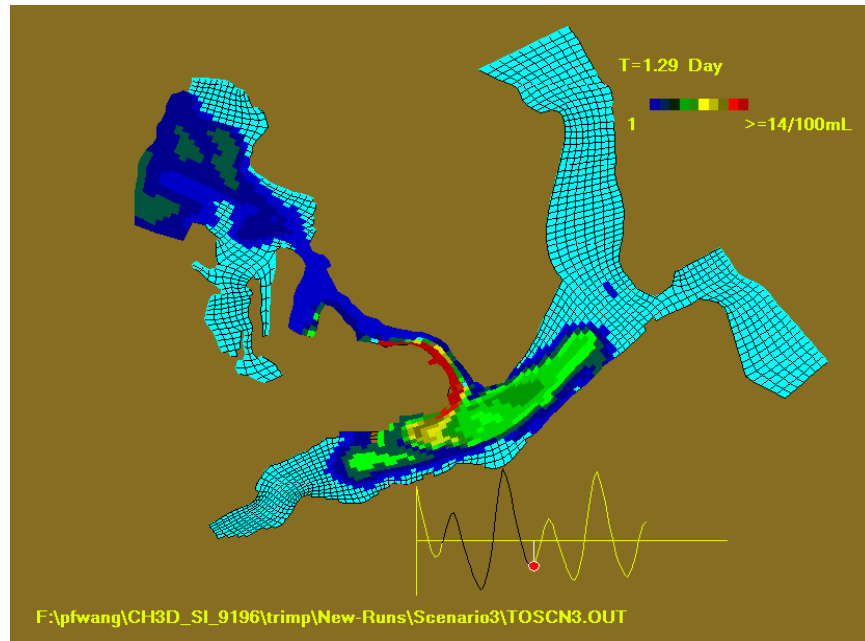 T=1.29 Day
1 >=14/100mL
F:\pfwang\CH3D_SI_9196\trimp\New-Runs\Scenario3\TOSCN3.OUT